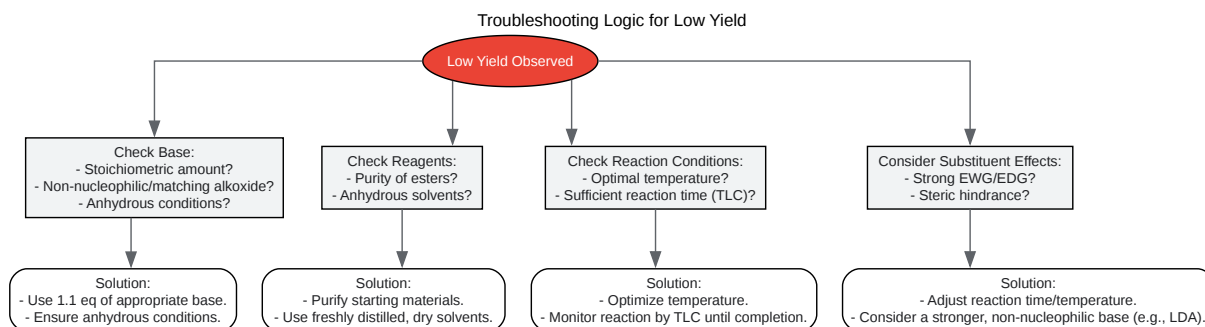 Troubleshooting Logic for Low Yield
Low Yield Observed
Check Base:
- Stoichiometric amount?
- Non-nucleophilic/matching alkoxide?
- Anhydrous conditions?
Check Reagents:
- Purity of esters?
- Anhydrous solvents?
Check Reaction Conditions:
- Optimal temperature?
- Sufficient reaction time (TLC)?
Consider Substituent Effects:
- Strong EWG/EDG?
- Steric hindrance?
Solution:
- Use 1.1 eq of appropriate base.
- Ensure anhydrous conditions.
Solution:
- Purify starting materials.
- Use freshly distilled, dry solvents.
Solution:
- Optimize temperature.
- Monitor reaction by TLC until completion.
Solution:
- Adjust reaction time/temperature.
- Consider a stronger, non-nucleophilic base (e.g., LDA).